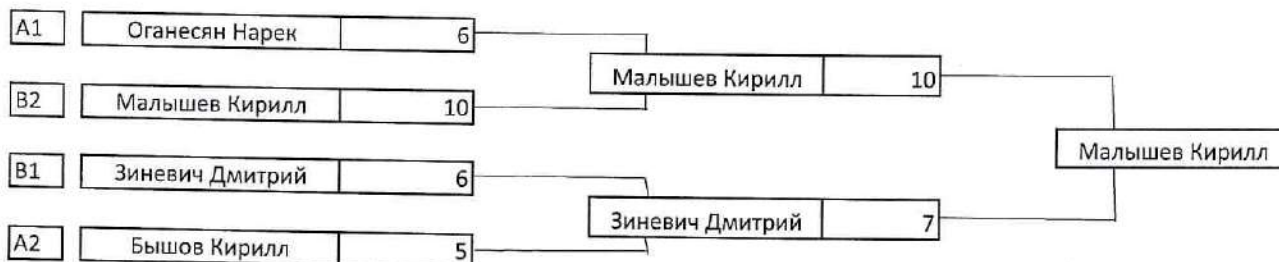 A1 Оганесян Нарек 6
Малышев Кирилл 10
B2 Малышев Кирилл 10
Малышев Кирилл
B1 Зиневич Дмитрий 6
Зиневич Дмитрий 7
A2 Бышов Кирилл 5